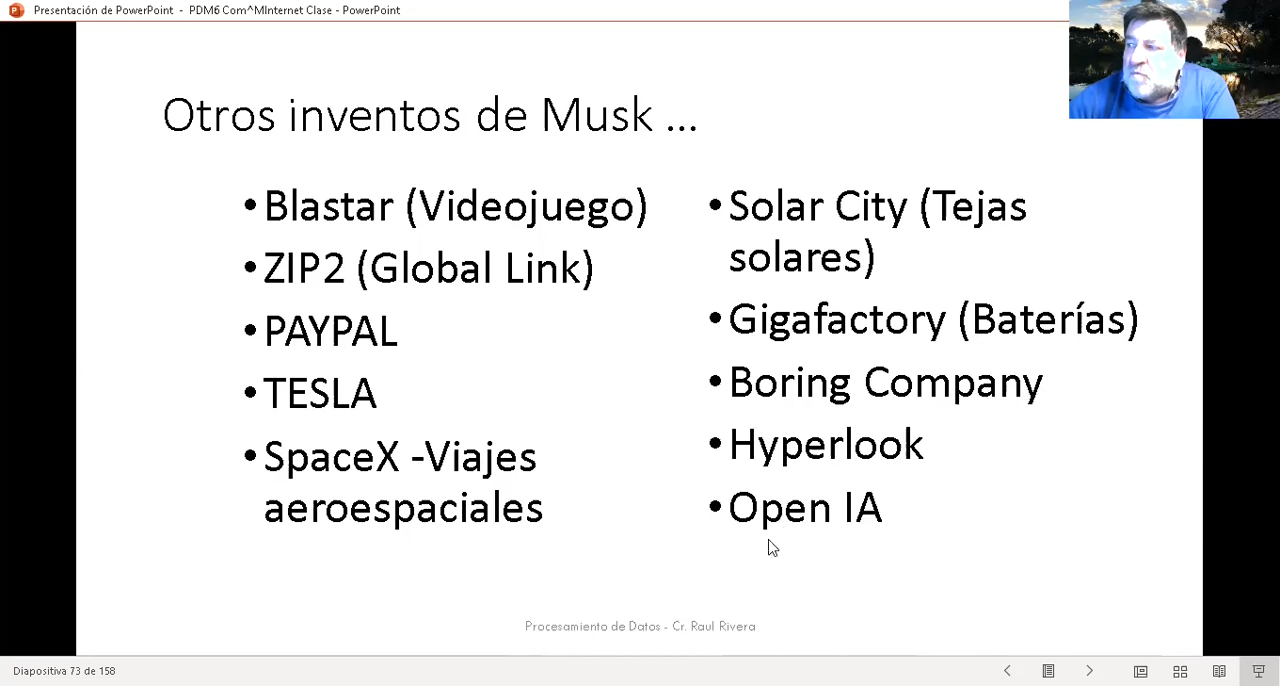 Presentación de PowerPoint - PDM6 Com^MInternet Clase - PowerPoint
Otros inventos de Musk ...
•Blastar (Videojuego)
•ZIP2 (Global Link)
•PAYPAL
•TESLA
•SpaceX -Viajes
aeroespaciales
•Solar City (Tejas
solares)
•Gigafactory (Baterías)
•Boring Company
•Hyperlook
•Open IA
Procesamiento de Datos - Cr. Raul Rivera
Diapositiva 73 de 158